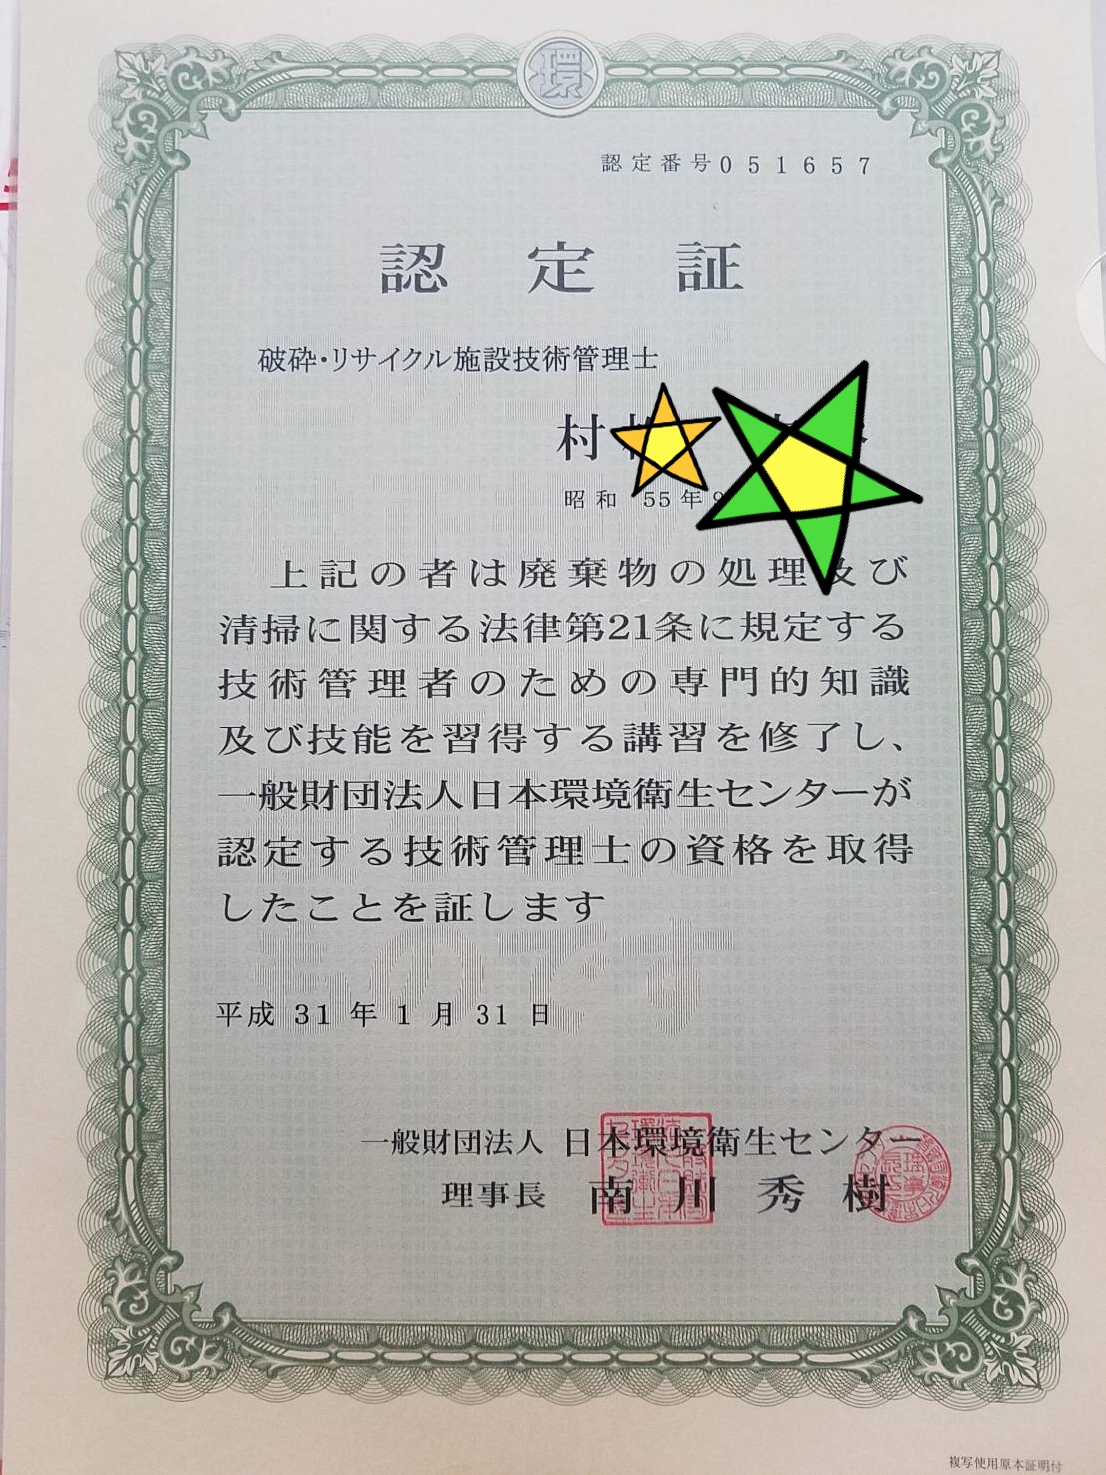 環
認定番号051657
認定証
破砕・リサイクル施設技術管理士
村
昭和 55年
上記の者は廃棄物の処理及び
清掃に関する法律第21条に規定する
技術管理者のための専門的知識
及び技能を習得する講習を修了し、
一般財団法人日本環境衛生センターが
認定する技術管理士の資格を取得
したことを証します
ものです
平成 31 年 1 月 31 日
一般財団法人 日本環境衛生センター
理事長 南川秀樹
複写使用原本証明付